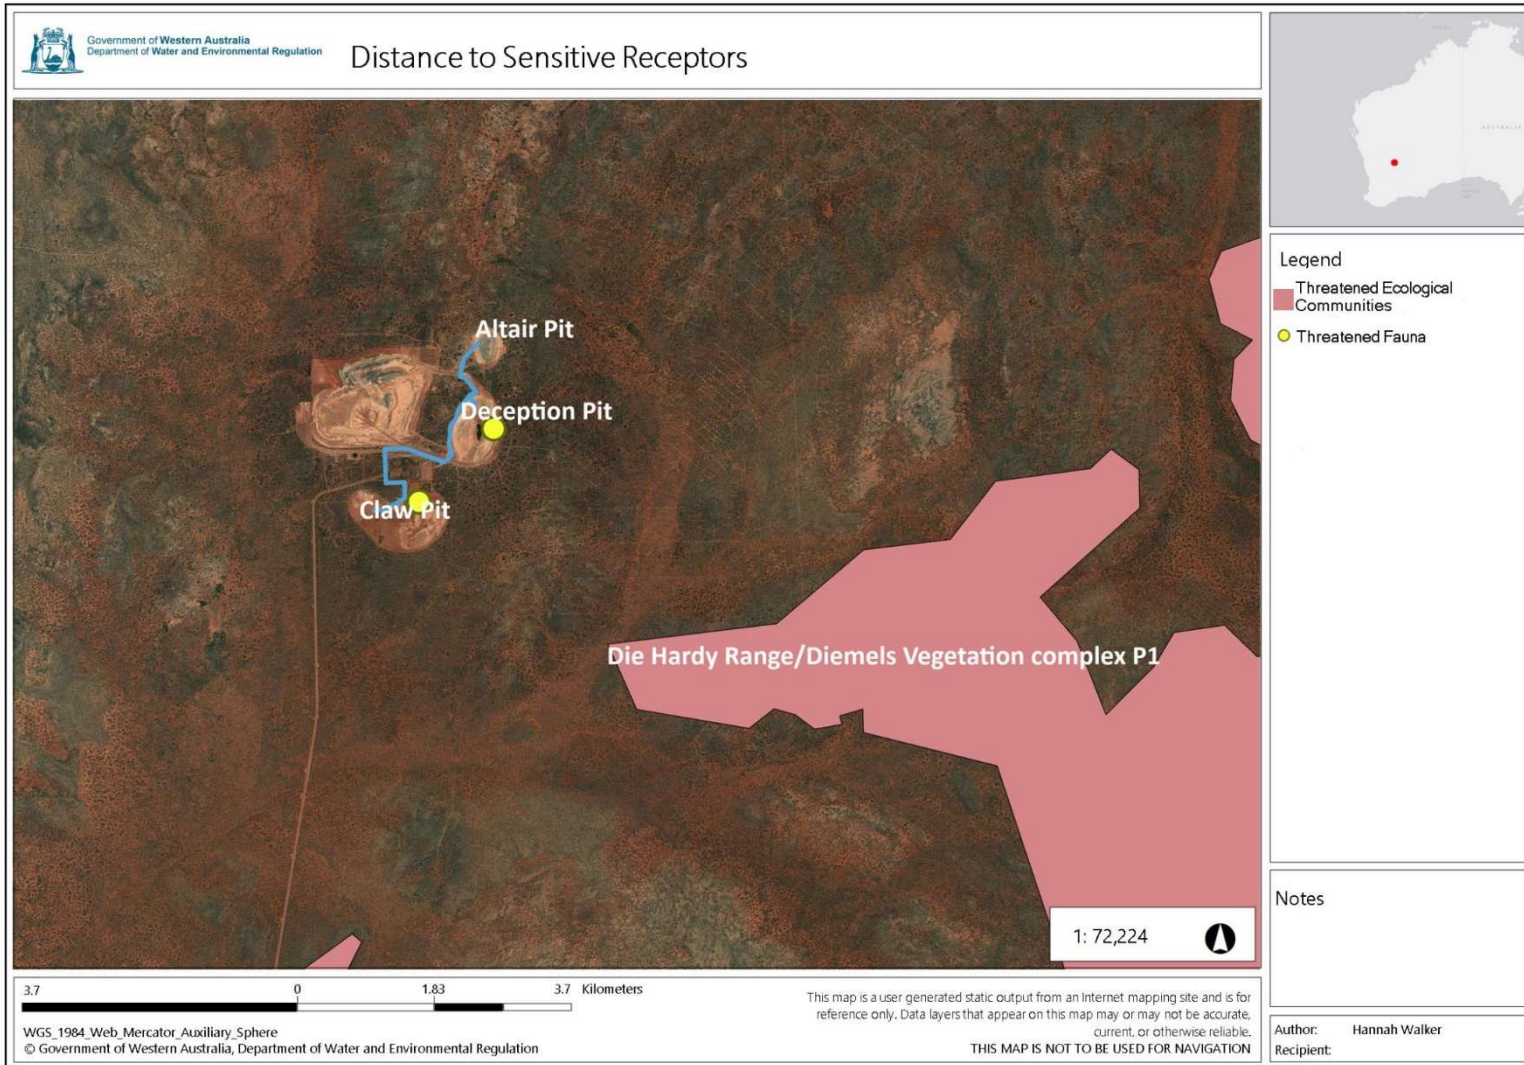 Government of Western Australia
Department of Water and Environmental Regulation
Distance to Sensitive Receptors
Altair Pit
Deception Pit
Claw Pit
Die Hardy Range/Diemels Vegetation complex P1
1: 72,224
Legend
Threatened Ecological
Communities
Threatened Fauna
Notes
3.7 0 1.83 3.7 Kilometers
WGS_1984_Web_Mercator_Auxiliary_Sphere
© Government of Western Australia, Department of Water and Environmental Regulation
This map is a user generated static output from an Internet mapping site and is for
reference only. Data layers that appear on this map may or may not be accurate,
current, or otherwise reliable.
THIS MAP IS NOT TO BE USED FOR NAVIGATION
Author: Hannah Walker
Recipient: